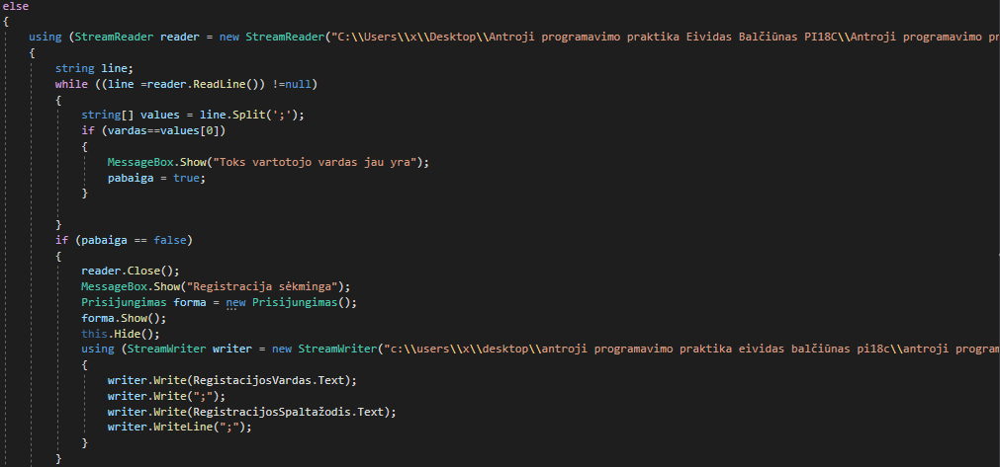 else
{
using (StreamReader reader = new StreamReader("C:\\Users\\x\\Desktop\\Antroji programavimo praktika Eividas Balčiūnas PI18C\\Antroji programavimo
{
string line;
while ((line =reader.ReadLine()) !=null)
{
string[] values = line.Split(';');
if (vardas==values[0])
{
MessageBox.Show("Toks vartotojo vardas jau yra");
pabaiga = true;
}
}
if (pabaiga == false)
{
reader.Close();
MessageBox.Show("Registracija sėkminga");
Prisijungimas forma = new Prisijungimas();
forma.Show();
this.Hide();
using (StreamWriter writer = new StreamWriter("c:\\users\\x\\desktop\\antroji programavimo praktika eividas balčiūnas pi18c\\antroji
{
writer.Write(RegistacijosVardas.Text);
writer.Write(";");
writer.Write(RegistracijosSpaltažodis.Text);
writer.WriteLine(";");
}
}